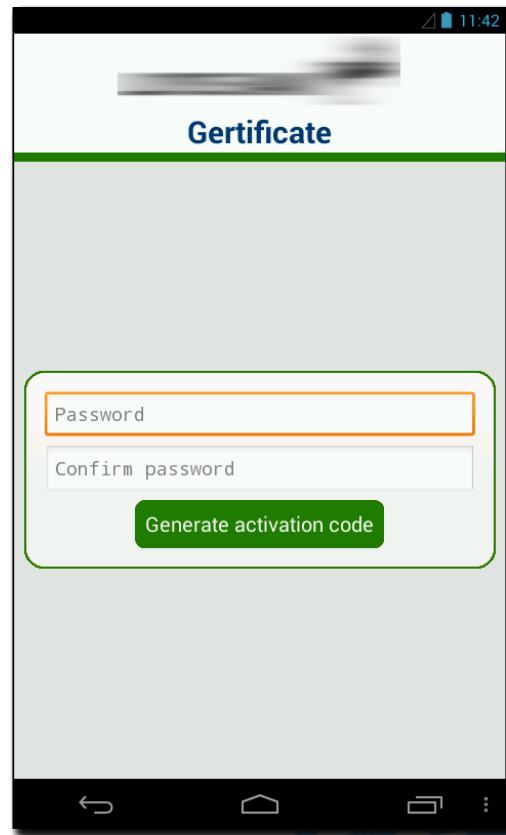 11:42
Gertificate
Password
Confirm password
Generate activation code